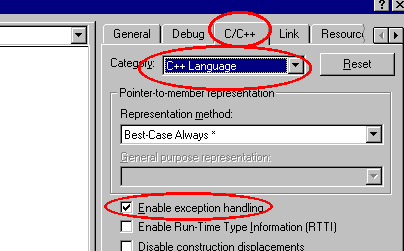 General Debug C/C++ Link Resourc
Category: C++ Language Reset
Pointer-to-member representation
Representation method:
Best-Case Always *
General purpose representation:
Enable exception handling
Enable Run-Time Type Information (RTTI)
Disable construction displacements